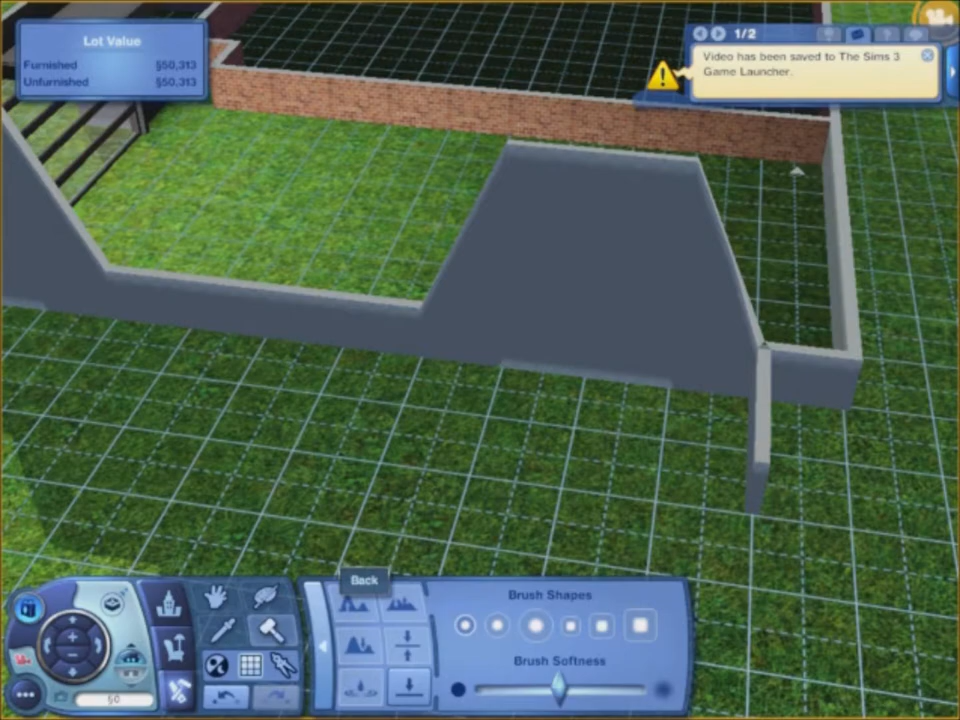 Lot Value
Furnished §50,313
Unfurnished §50,313
1/2
Video has been saved to The Sims 3
Game Launcher.
Back
Brush Shapes
Brush Softness
§0